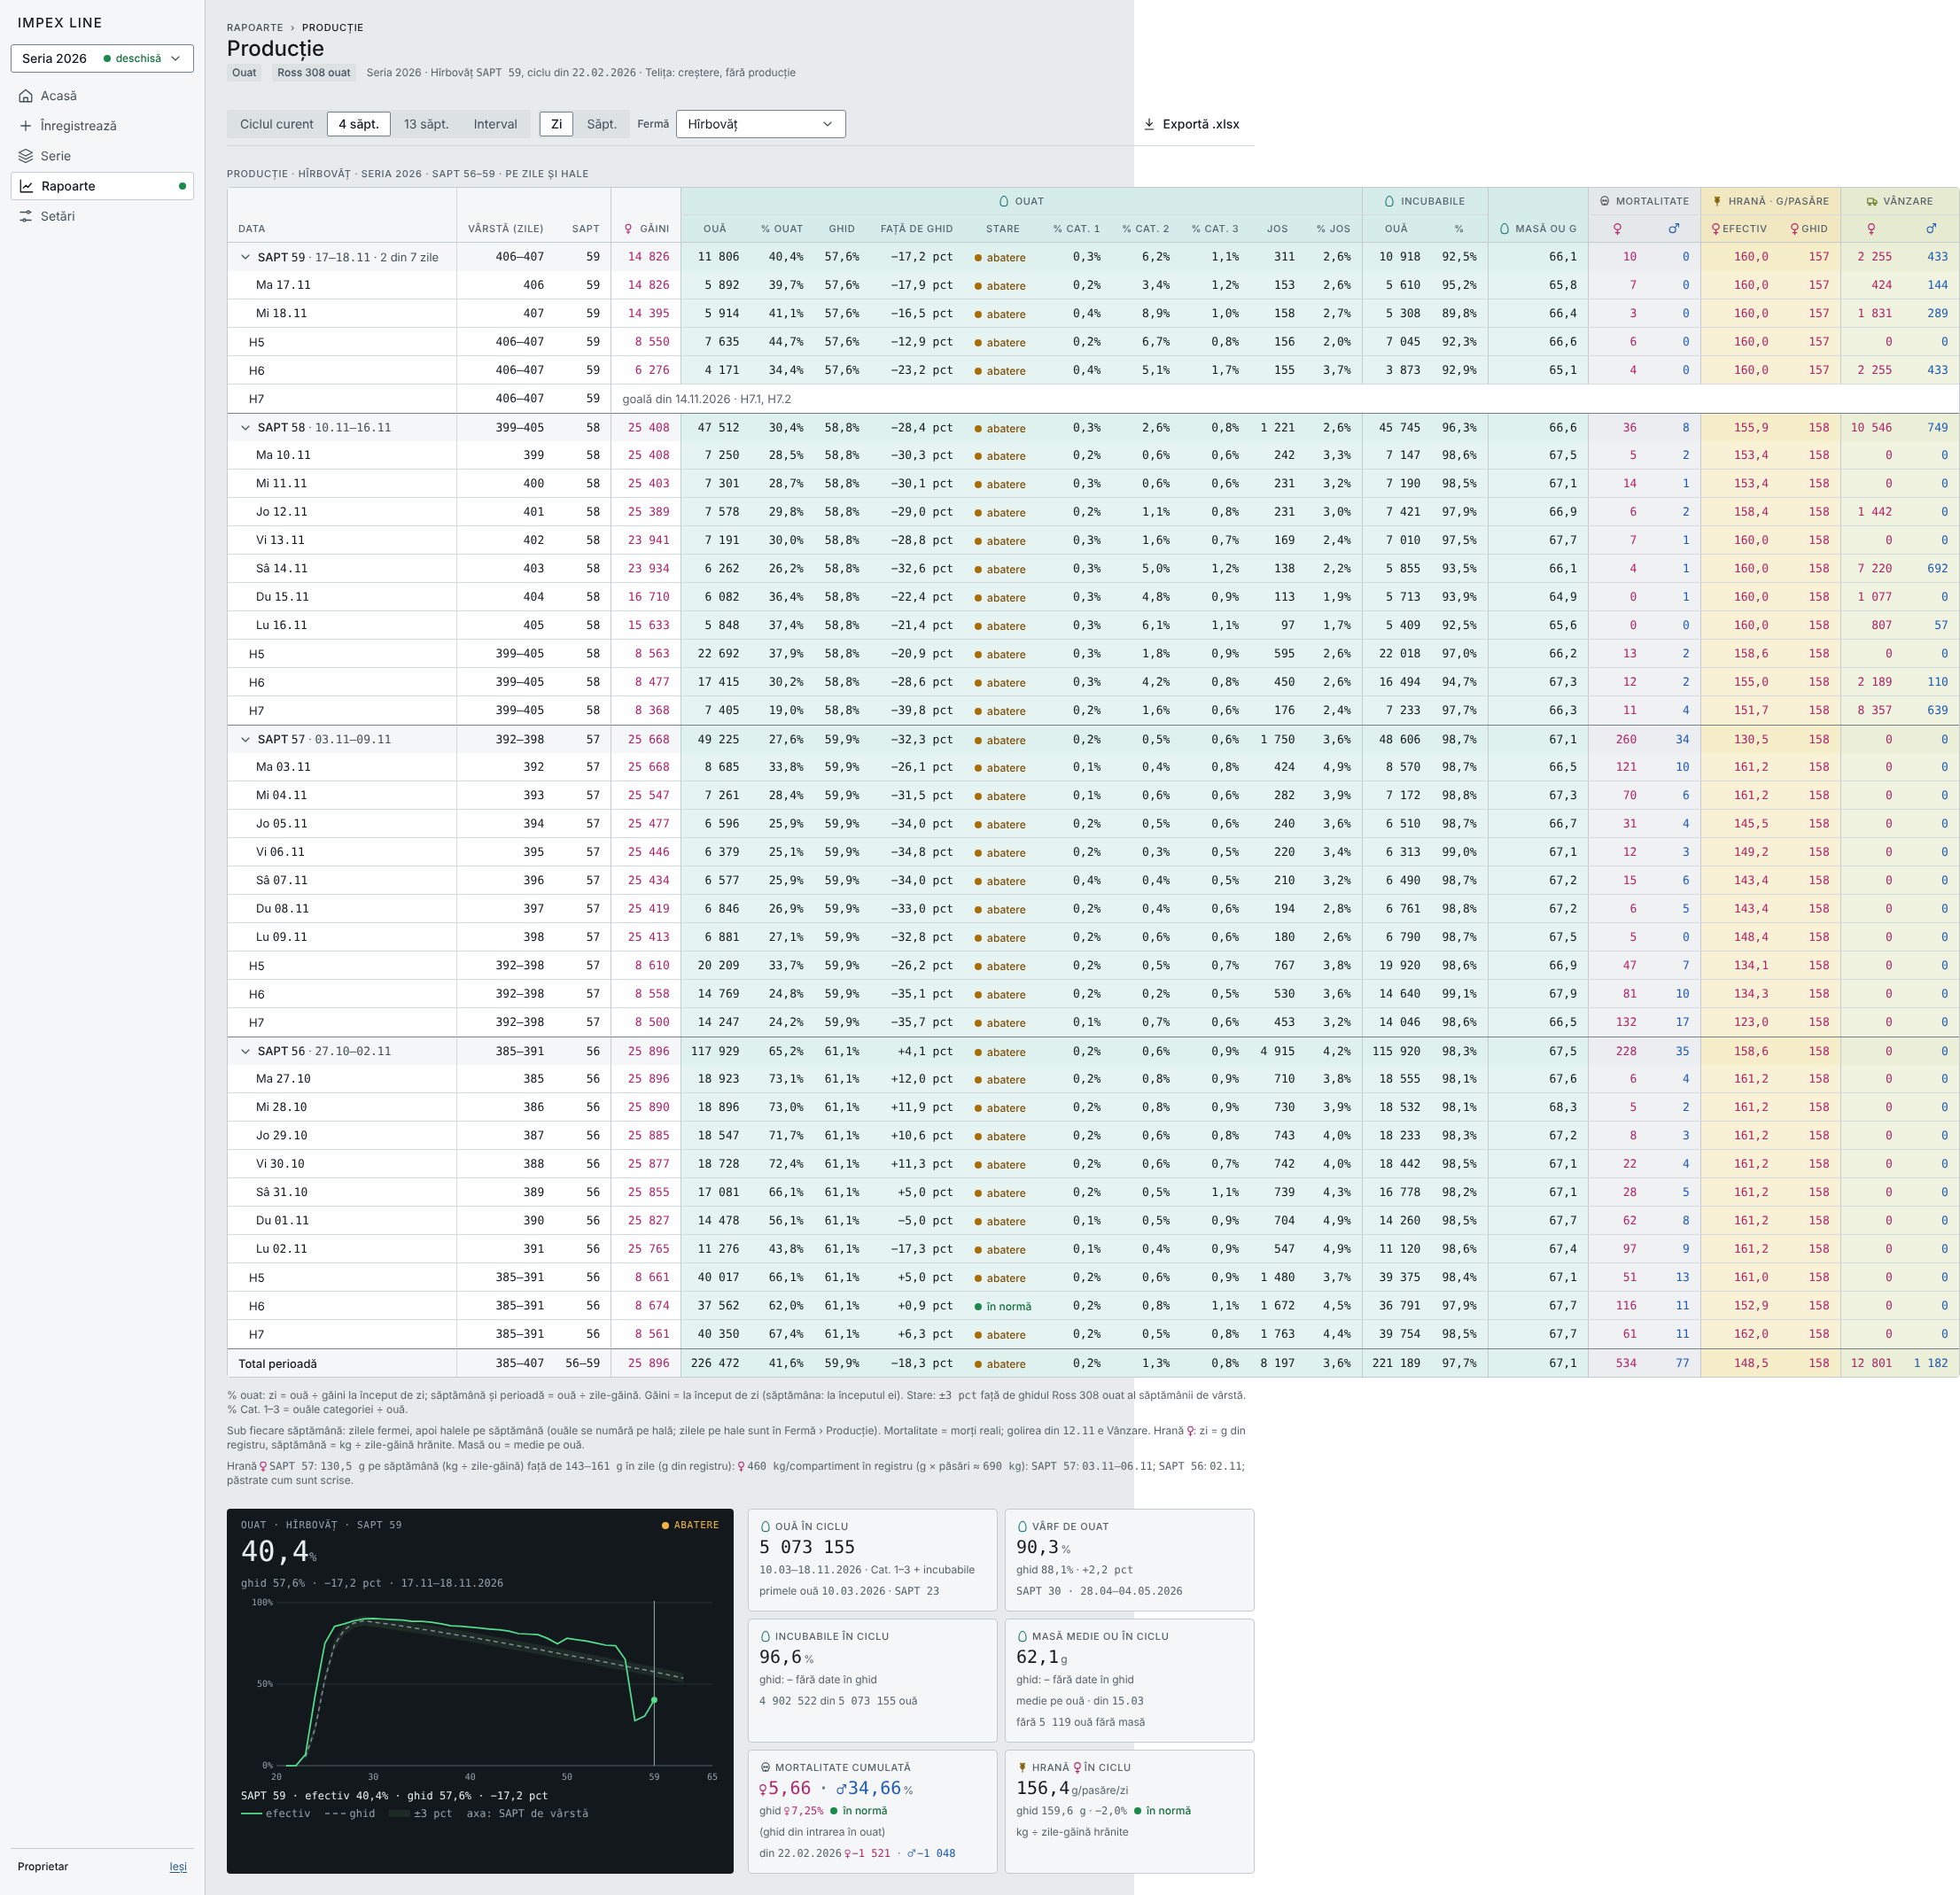 IMPEX LINE
Seria 2026 deschisă
Acasă
Înregistrează
Serie
Rapoarte
Setări
RAPOARTE › PRODUCȚIE
Producție
Ouat Ross 308 ouat Seria 2026 · Hîrbovăț SAPT 59, ciclu din 22.02.2026 · Telița: creștere, fără producție
Ciclul curent 4 săpt. 13 săpt. Interval Zi Săpt. Fermă Hîrbovăț Exportă .xlsx
PRODUCȚIE · HÎRBOVĂȚ · SERIA 2026 · SAPT 56–59 · PE ZILE ȘI HALE
OUAT INCUBABILE MORTALITATE HRANĂ · G/PASĂRE VÂNZARE
DATA VÂRSTĂ (ZILE) SAPT ♀ GĂINI OUĂ % OUAT GHID FAȚĂ DE GHID STARE % CAT. 1 % CAT. 2 % CAT. 3 JOS % JOS OUĂ % MASĂ OU G ♀ ♂ ♀ EFECTIV ♀ GHID ♀ ♂
SAPT 59 · 17–18.11 · 2 din 7 zile 406–407 59 14 826 11 806 40,4% 57,6% −17,2 pct abatere 0,3% 6,2% 1,1% 311 2,6% 10 918 92,5% 66,1 10 0 160,0 157 2 255 433
Ma 17.11 406 59 14 826 5 892 39,7% 57,6% −17,9 pct abatere 0,2% 3,4% 1,2% 153 2,6% 5 610 95,2% 65,8 7 0 160,0 157 424 144
Mi 18.11 407 59 14 395 5 914 41,1% 57,6% −16,5 pct abatere 0,4% 8,9% 1,0% 158 2,7% 5 308 89,8% 66,4 3 0 160,0 157 1 831 289
H5 406–407 59 8 550 7 635 44,7% 57,6% −12,9 pct abatere 0,2% 6,7% 0,8% 156 2,0% 7 045 92,3% 66,6 6 0 160,0 157 0 0
H6 406–407 59 6 276 4 171 34,4% 57,6% −23,2 pct abatere 0,4% 5,1% 1,7% 155 3,7% 3 873 92,9% 65,1 4 0 160,0 157 2 255 433
H7 406–407 59 goală din 14.11.2026 · H7.1, H7.2
SAPT 58 · 10.11–16.11 399–405 58 25 408 47 512 30,4% 58,8% −28,4 pct abatere 0,3% 2,6% 0,8% 1 221 2,6% 45 745 96,3% 66,6 36 8 155,9 158 10 546 749
Ma 10.11 399 58 25 408 7 250 28,5% 58,8% −30,3 pct abatere 0,2% 0,6% 0,6% 242 3,3% 7 147 98,6% 67,5 5 2 153,4 158 0 0
Mi 11.11 400 58 25 403 7 301 28,7% 58,8% −30,1 pct abatere 0,3% 0,6% 0,6% 231 3,2% 7 190 98,5% 67,1 14 1 153,4 158 0 0
Jo 12.11 401 58 25 389 7 578 29,8% 58,8% −29,0 pct abatere 0,2% 1,1% 0,8% 231 3,0% 7 421 97,9% 66,9 6 2 158,4 158 1 442 0
Vi 13.11 402 58 23 941 7 191 30,0% 58,8% −28,8 pct abatere 0,3% 1,6% 0,7% 169 2,4% 7 010 97,5% 67,7 7 1 160,0 158 0 0
Sâ 14.11 403 58 23 934 6 262 26,2% 58,8% −32,6 pct abatere 0,3% 5,0% 1,2% 138 2,2% 5 855 93,5% 66,1 4 1 160,0 158 7 220 692
Du 15.11 404 58 16 710 6 082 36,4% 58,8% −22,4 pct abatere 0,3% 4,8% 0,9% 113 1,9% 5 713 93,9% 64,9 0 1 160,0 158 1 077 0
Lu 16.11 405 58 15 633 5 848 37,4% 58,8% −21,4 pct abatere 0,3% 6,1% 1,1% 97 1,7% 5 409 92,5% 65,6 0 0 160,0 158 807 57
H5 399–405 58 8 563 22 692 37,9% 58,8% −20,9 pct abatere 0,3% 1,8% 0,9% 595 2,6% 22 018 97,0% 66,2 13 2 158,6 158 0 0
H6 399–405 58 8 477 17 415 30,2% 58,8% −28,6 pct abatere 0,3% 4,2% 0,8% 450 2,6% 16 494 94,7% 67,3 12 2 155,0 158 2 189 110
H7 399–405 58 8 368 7 405 19,0% 58,8% −39,8 pct abatere 0,2% 1,6% 0,6% 176 2,4% 7 233 97,7% 66,3 11 4 151,7 158 8 357 639
SAPT 57 · 03.11–09.11 392–398 57 25 668 49 225 27,6% 59,9% −32,3 pct abatere 0,2% 0,5% 0,6% 1 750 3,6% 48 606 98,7% 67,1 260 34 130,5 158 0 0
Ma 03.11 392 57 25 668 8 685 33,8% 59,9% −26,1 pct abatere 0,1% 0,4% 0,8% 424 4,9% 8 570 98,7% 66,5 121 10 161,2 158 0 0
Mi 04.11 393 57 25 547 7 261 28,4% 59,9% −31,5 pct abatere 0,1% 0,6% 0,6% 282 3,9% 7 172 98,8% 67,3 70 6 161,2 158 0 0
Jo 05.11 394 57 25 477 6 596 25,9% 59,9% −34,0 pct abatere 0,2% 0,5% 0,6% 240 3,6% 6 510 98,7% 66,7 31 4 145,5 158 0 0
Vi 06.11 395 57 25 446 6 379 25,1% 59,9% −34,8 pct abatere 0,2% 0,3% 0,5% 220 3,4% 6 313 99,0% 67,1 12 3 149,2 158 0 0
Sâ 07.11 396 57 25 434 6 577 25,9% 59,9% −34,0 pct abatere 0,4% 0,4% 0,5% 210 3,2% 6 490 98,7% 67,2 15 6 143,4 158 0 0
Du 08.11 397 57 25 419 6 846 26,9% 59,9% −33,0 pct abatere 0,2% 0,4% 0,6% 194 2,8% 6 761 98,8% 67,2 6 5 143,4 158 0 0
Lu 09.11 398 57 25 413 6 881 27,1% 59,9% −32,8 pct abatere 0,2% 0,6% 0,6% 180 2,6% 6 790 98,7% 67,5 5 0 148,4 158 0 0
H5 392–398 57 8 610 20 209 33,7% 59,9% −26,2 pct abatere 0,2% 0,5% 0,7% 767 3,8% 19 920 98,6% 66,9 47 7 134,1 158 0 0
H6 392–398 57 8 558 14 769 24,8% 59,9% −35,1 pct abatere 0,2% 0,2% 0,5% 530 3,6% 14 640 99,1% 67,9 81 10 134,3 158 0 0
H7 392–398 57 8 500 14 247 24,2% 59,9% −35,7 pct abatere 0,1% 0,7% 0,6% 453 3,2% 14 046 98,6% 66,5 132 17 123,0 158 0 0
SAPT 56 · 27.10–02.11 385–391 56 25 896 117 929 65,2% 61,1% +4,1 pct abatere 0,2% 0,6% 0,9% 4 915 4,2% 115 920 98,3% 67,5 228 35 158,6 158 0 0
Ma 27.10 385 56 25 896 18 923 73,1% 61,1% +12,0 pct abatere 0,2% 0,8% 0,9% 710 3,8% 18 555 98,1% 67,6 6 4 161,2 158 0 0
Mi 28.10 386 56 25 890 18 896 73,0% 61,1% +11,9 pct abatere 0,2% 0,8% 0,9% 730 3,9% 18 532 98,1% 68,3 5 2 161,2 158 0 0
Jo 29.10 387 56 25 885 18 547 71,7% 61,1% +10,6 pct abatere 0,2% 0,6% 0,8% 743 4,0% 18 233 98,3% 67,2 8 3 161,2 158 0 0
Vi 30.10 388 56 25 877 18 728 72,4% 61,1% +11,3 pct abatere 0,2% 0,6% 0,7% 742 4,0% 18 442 98,5% 67,1 22 4 161,2 158 0 0
Sâ 31.10 389 56 25 855 17 081 66,1% 61,1% +5,0 pct abatere 0,2% 0,5% 1,1% 739 4,3% 16 778 98,2% 67,1 28 5 161,2 158 0 0
Du 01.11 390 56 25 827 14 478 56,1% 61,1% −5,0 pct abatere 0,1% 0,5% 0,9% 704 4,9% 14 260 98,5% 67,7 62 8 161,2 158 0 0
Lu 02.11 391 56 25 765 11 276 43,8% 61,1% −17,3 pct abatere 0,1% 0,4% 0,9% 547 4,9% 11 120 98,6% 67,4 97 9 161,2 158 0 0
H5 385–391 56 8 661 40 017 66,1% 61,1% +5,0 pct abatere 0,2% 0,6% 0,9% 1 480 3,7% 39 375 98,4% 67,1 51 13 161,0 158 0 0
H6 385–391 56 8 674 37 562 62,0% 61,1% +0,9 pct în normă 0,2% 0,8% 1,1% 1 672 4,5% 36 791 97,9% 67,7 116 11 152,9 158 0 0
H7 385–391 56 8 561 40 350 67,4% 61,1% +6,3 pct abatere 0,2% 0,5% 0,8% 1 763 4,4% 39 754 98,5% 67,7 61 11 162,0 158 0 0
Total perioadă 385–407 56–59 25 896 226 472 41,6% 59,9% −18,3 pct abatere 0,2% 1,3% 0,8% 8 197 3,6% 221 189 97,7% 67,1 534 77 148,5 158 12 801 1 182
% ouat: zi = ouă ÷ găini la început de zi; săptămână și perioadă = ouă ÷ zile-găină. Găini = la început de zi (săptămâna: la începutul ei). Stare: ±3 pct față de ghidul Ross 308 ouat al săptămânii de vârstă.
% Cat. 1–3 = ouăle categoriei ÷ ouă.
Sub fiecare săptămână: zilele fermei, apoi halele pe săptămână (ouăle se numără pe hală; zilele pe hale sunt în Fermă › Producție). Mortalitate = morți reali; golirea din 12.11 e Vânzare. Hrană ♀: zi = g din
registru, săptămână = kg ÷ zile-găină hrănite. Masă ou = medie pe ouă.
Hrană ♀ SAPT 57: 130,5 g pe săptămână (kg ÷ zile-găină) față de 143–161 g în zile (g din registru): ♀ 460 kg/compartiment în registru (g × păsări ≈ 690 kg): SAPT 57: 03.11–06.11; SAPT 56: 02.11;
păstrate cum sunt scrise.
OUAT · HÎRBOVĂȚ · SAPT 59 ABATERE
40,4%
ghid 57,6% · −17,2 pct · 17.11–18.11.2026
100%
50%
0%
20 30 40 50 59 65
SAPT 59 · efectiv 40,4% · ghid 57,6% · −17,2 pct
efectiv ghid ±3 pct axa: SAPT de vârstă
OUĂ ÎN CICLU
5 073 155
10.03–18.11.2026 · Cat. 1–3 + incubabile
primele ouă 10.03.2026 · SAPT 23
VÂRF DE OUAT
90,3 %
ghid 88,1% · +2,2 pct
SAPT 30 · 28.04–04.05.2026
INCUBABILE ÎN CICLU
96,6 %
ghid: – fără date în ghid
4 902 522 din 5 073 155 ouă
MASĂ MEDIE OU ÎN CICLU
62,1 g
ghid: – fără date în ghid
medie pe ouă · din 15.03
fără 5 119 ouă fără masă
MORTALITATE CUMULATĂ
♀5,66 · ♂34,66 %
ghid ♀7,25% în normă
(ghid din intrarea în ouat)
din 22.02.2026 ♀−1 521 · ♂−1 048
HRANĂ ♀ ÎN CICLU
156,4 g/pasăre/zi
ghid 159,6 g · −2,0% în normă
kg ÷ zile-găină hrănite
Proprietar Ieși